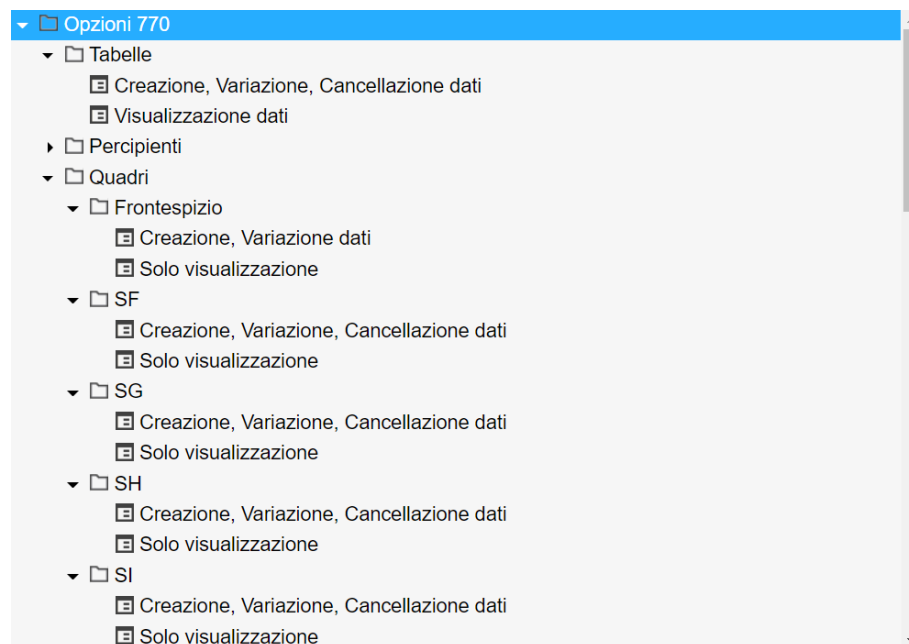 Opzioni 770
Tabelle
Creazione, Variazione, Cancellazione dati
Visualizzazione dati
Percipienti
Quadri
Frontespizio
Creazione, Variazione dati
Solo visualizzazione
SF
Creazione, Variazione, Cancellazione dati
Solo visualizzazione
SG
Creazione, Variazione, Cancellazione dati
Solo visualizzazione
SH
Creazione, Variazione, Cancellazione dati
Solo visualizzazione
SI
Creazione, Variazione, Cancellazione dati
Solo visualizzazione